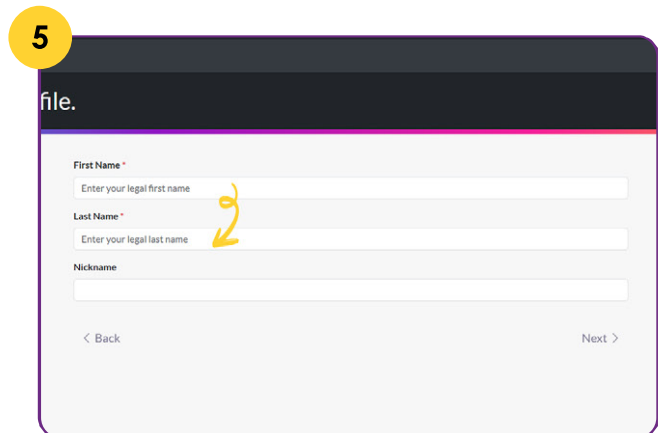 5
file.
First Name *
Enter your legal first name
Last Name *
Enter your legal last name
Nickname
< Back
Next >